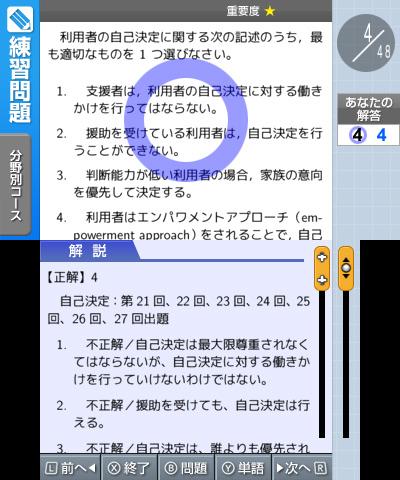 重要度 ★
練習問題
分野別コース
利用者の自己決定に関する次の記述のうち，最
も適切なものを 1 つ選びなさい。
1. 支援者は，利用者の自己決定に対する働き
かけを行ってはならない。
2. 援助を受けている利用者は，自己決定を行
うことができない。
3. 判断能力が低い利用者の場合，家族の意向
を優先して決定する。
4. 利用者はエンパワメントアプローチ（em-
powerment approach）をされることで，自己
4/48
あなたの
解答
4 4
解 説
【正解】4
自己決定：第 21 回、22 回、23 回、24 回、25
回、26 回、27 回出題
1. 不正解／自己決定は最大限尊重されなく
てはならないが、自己決定に対する働きか
けを行っていけないわけではない。
2. 不正解／援助を受けても、自己決定は行
える。
3. 不正解／自己決定は、誰よりも優先され
L 前へ◀ X 終了 B 問題 Y 単語 ▶次へ R